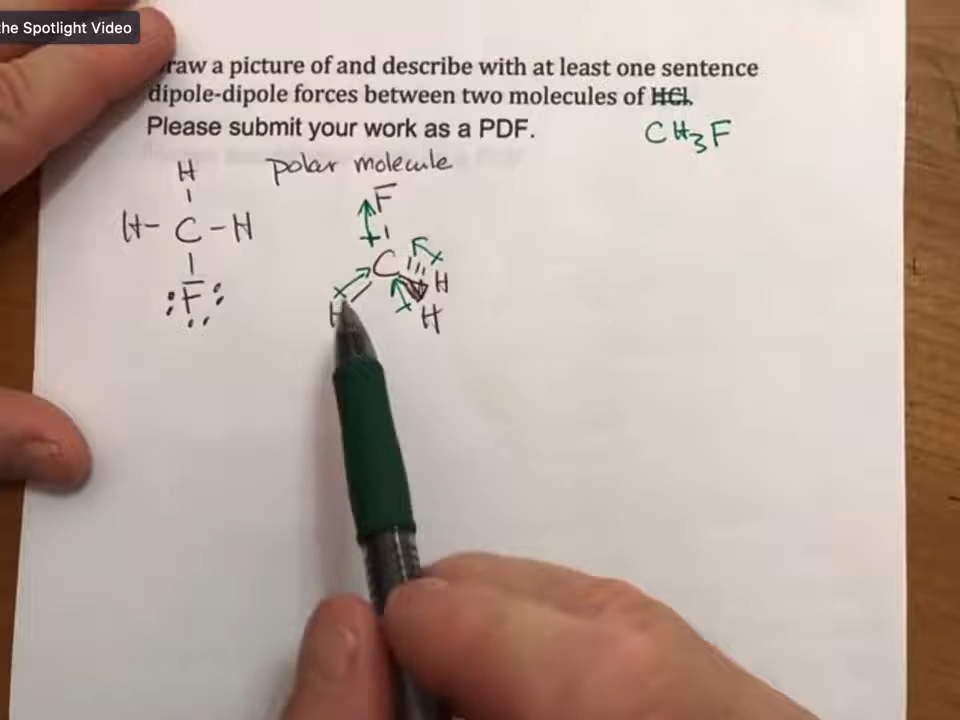 the Spotlight Video
raw a picture of and describe with at least one sentence
dipole-dipole forces between two molecules of HCl.
Please submit your work as a PDF.
CH3F
polar molecule
H
H-C-H
F
F
C
H
H
H